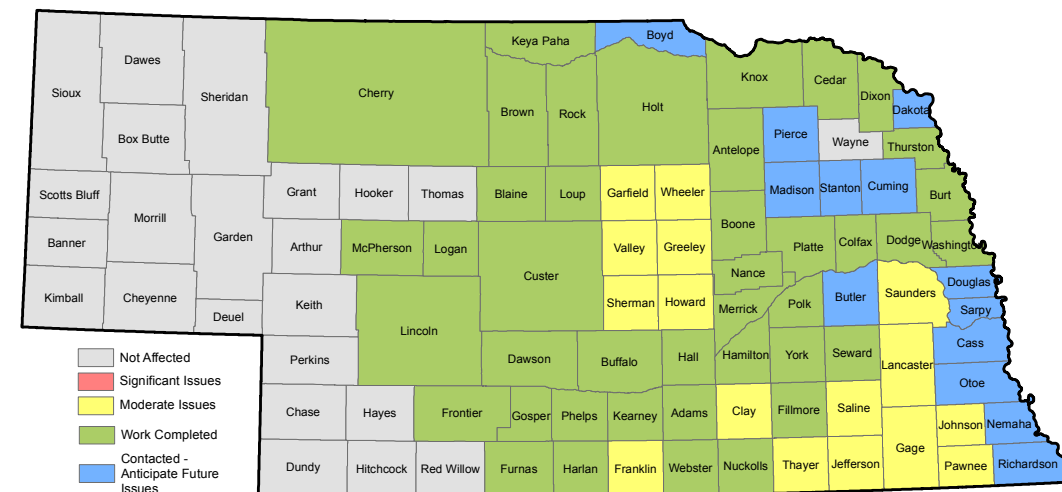 Boyd
Keya Paha
Dawes
Sioux
Sheridan
Cherry
Knox
Cedar
Dixon
Dakota
Brown
Rock
Holt
Box Butte
Pierce
Wayne
Thurston
Antelope
Scotts Bluff
Grant
Hooker
Thomas
Blaine
Loup
Garfield
Wheeler
Madison
Stanton
Cuming
Burt
Morrill
Garden
Boone
Banner
Arthur
McPherson
Logan
Valley
Greeley
Platte
Colfax
Dodge
Washington
Custer
Nance
Kimball
Cheyenne
Keith
Sherman
Howard
Merrick
Polk
Butler
Saunders
Douglas
Sarpy
Deuel
Lincoln
Perkins
Dawson
Buffalo
Hall
Hamilton
York
Seward
Lancaster
Cass
Otoe
Chase
Hayes
Frontier
Gosper
Phelps
Kearney
Adams
Clay
Fillmore
Saline
Johnson
Nemaha
Gage
Dundy
Hitchcock
Red Willow
Furnas
Harlan
Franklin
Webster
Nuckolls
Thayer
Jefferson
Pawnee
Richardson
Not Affected
Significant Issues
Moderate Issues
Work Completed
Contacted -
Anticipate Future
Issues